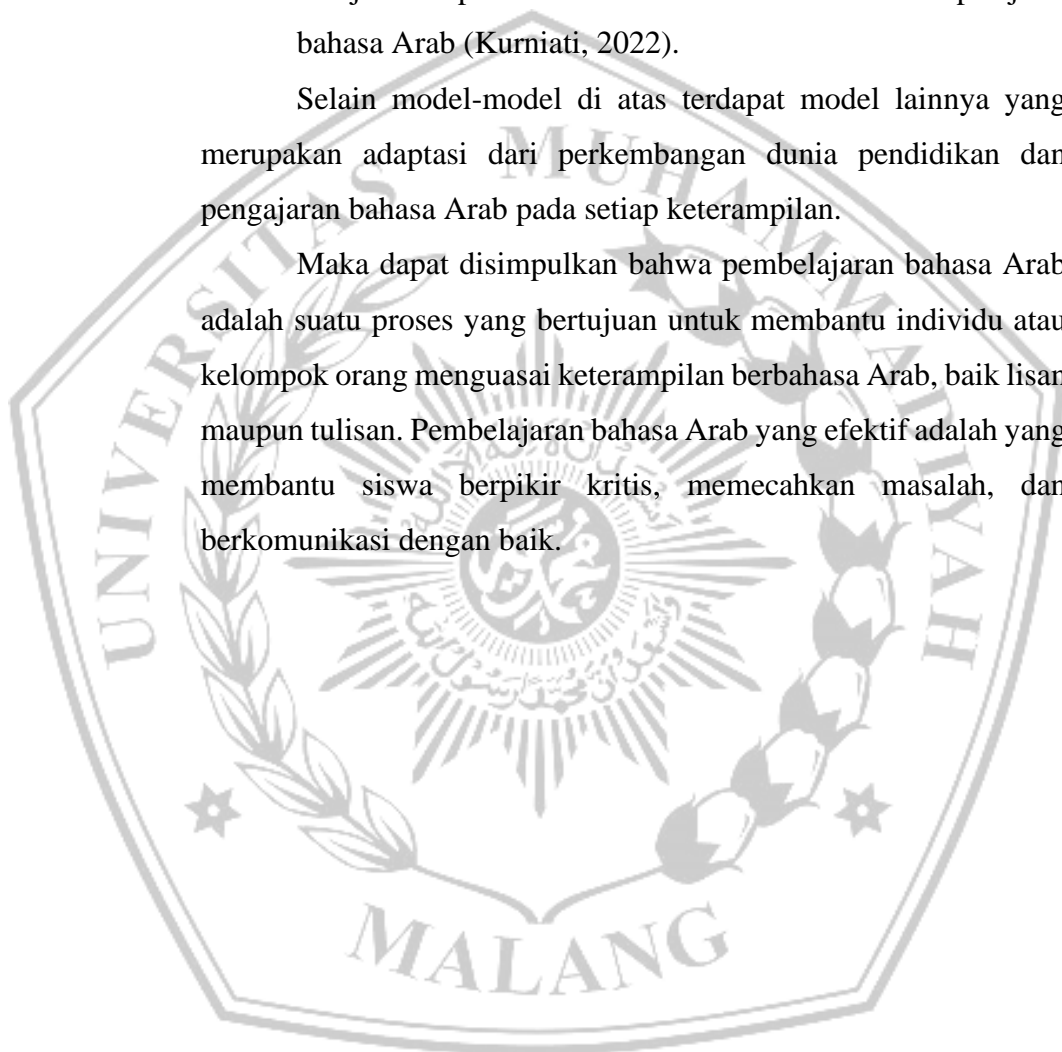 bahasa Arab (Kurniati, 2022).
Selain model-model di atas terdapat model lainnya yang
merupakan adaptasi dari perkembangan dunia pendidikan dan
pengajaran bahasa Arab pada setiap keterampilan.
Maka dapat disimpulkan bahwa pembelajaran bahasa Arab
adalah suatu proses yang bertujuan untuk membantu individu atau
kelompok orang menguasai keterampilan berbahasa Arab, baik lisan
maupun tulisan. Pembelajaran bahasa Arab yang efektif adalah yang
membantu siswa berpikir kritis, memecahkan masalah, dan
berkomunikasi dengan baik.
UNIVERSITAS MUHAMMADIYAH
MALANG